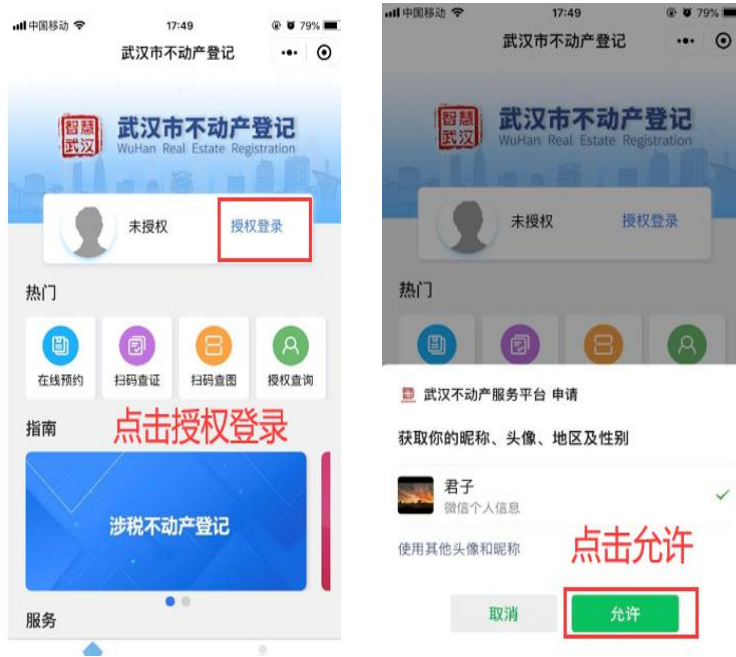 中国移动 17:49 79%
武汉市不动产登记
智慧武汉
武汉市不动产登记
WuHan Real Estate Registration
未授权 授权登录
热门
在线预约 扫码查证 扫码查图 授权查询
指南
点击授权登录
涉税不动产登记
服务
中国移动 17:49 79%
武汉市不动产登记
智慧武汉
武汉市不动产登记
WuHan Real Estate Registration
未授权 授权登录
热门
武汉不动产服务平台 申请
获取你的昵称、头像、地区及性别
君子
微信个人信息
使用其他头像和昵称
点击允许
取消 允许